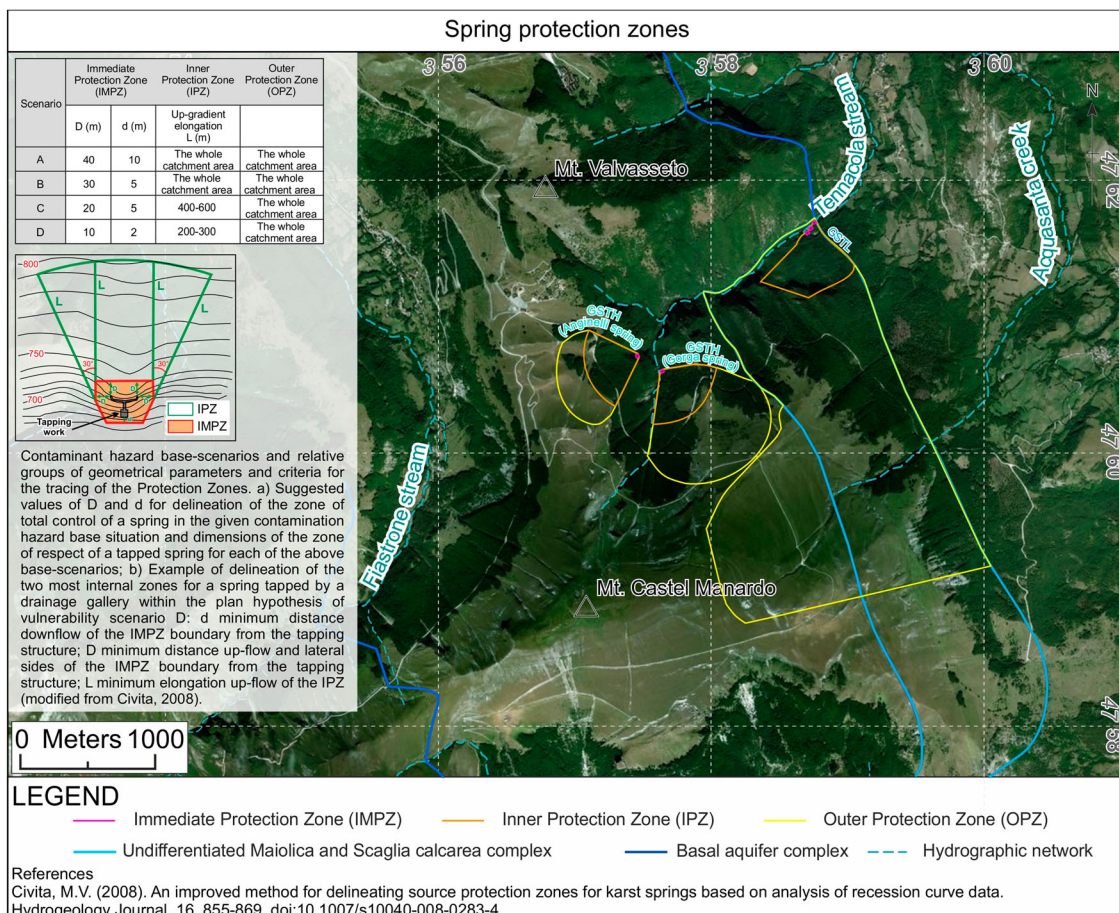 Spring protection zones
Scenario
Immediate
Protection Zone
(IMPZ)
Inner
Protection Zone
(IPZ)
Outer
Protection Zone
(OPZ)
D (m)
d (m)
Up-gradient
elongation
L (m)
A 40 10 The whole catchment area The whole catchment area
B 30 5 The whole catchment area The whole catchment area
C 20 5 400-600 The whole catchment area
D 10 2 200-300 The whole catchment area
800
750
700
L L L L
30° 30°
D D D D
d
Tapping
work
IPZ
IMPZ
Contaminant hazard base-scenarios and relative
groups of geometrical parameters and criteria for
the tracing of the Protection Zones. a) Suggested
values of D and d for delineation of the zone of
total control of a spring in the given contamination
hazard base situation and dimensions of the zone
of respect of a tapped spring for each of the above
base-scenarios; b) Example of delineation of the
two most internal zones for a spring tapped by a
drainage gallery within the plan hypothesis of
vulnerability scenario D: d minimum distance
downflow of the IMPZ boundary from the tapping
structure; D minimum distance up-flow and lateral
sides of the IMPZ boundary from the tapping
structure; L minimum elongation up-flow of the IPZ
(modified from Civita, 2008).
0 Meters 1000
356
358
360
N
4762
4760
4758
Mt. Valvasseto
Tennacola stream
Acquasanta creek
GSTL
GSTH
(Anginelli spring)
GSTH
(Gorga spring)
Fiastrone stream
Mt. Castel Manardo
LEGEND
Immediate Protection Zone (IMPZ)
Inner Protection Zone (IPZ)
Outer Protection Zone (OPZ)
Undifferentiated Maiolica and Scaglia calcarea complex
Basal aquifer complex
Hydrographic network
References
Civita, M.V. (2008). An improved method for delineating source protection zones for karst springs based on analysis of recession curve data.
Hydrogeology Journal, 16, 855-869. doi:10.1007/s10040-008-0283-4